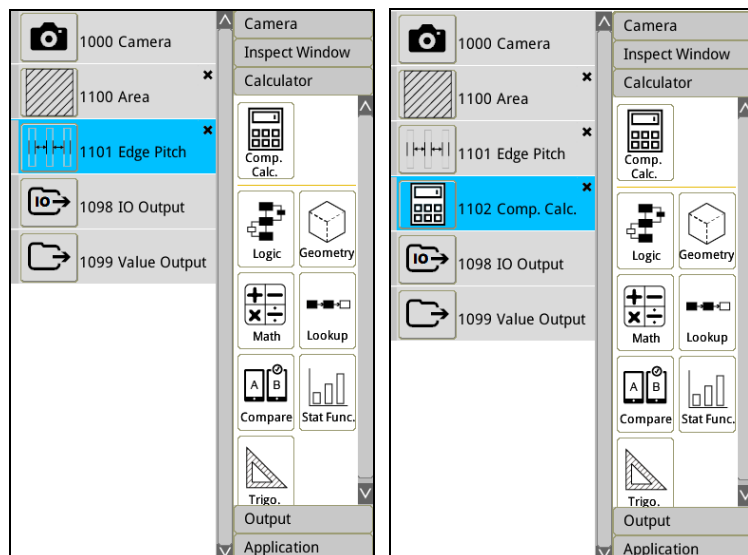 1000 Camera
1100 Area
1101 Edge Pitch
IO
1098 IO Output
1099 Value Output
Camera
Inspect Window
Calculator
Comp.
Calc.
Logic
Geometry
Math
Lookup
A B
Compare
Stat Func.
Trigo.
Output
Application
1000 Camera
1100 Area
1101 Edge Pitch
1102 Comp. Calc.
IO
1098 IO Output
1099 Value Output
Camera
Inspect Window
Calculator
Comp.
Calc.
Logic
Geometry
Math
Lookup
A B
Compare
Stat Func.
Trigo.
Output
Application